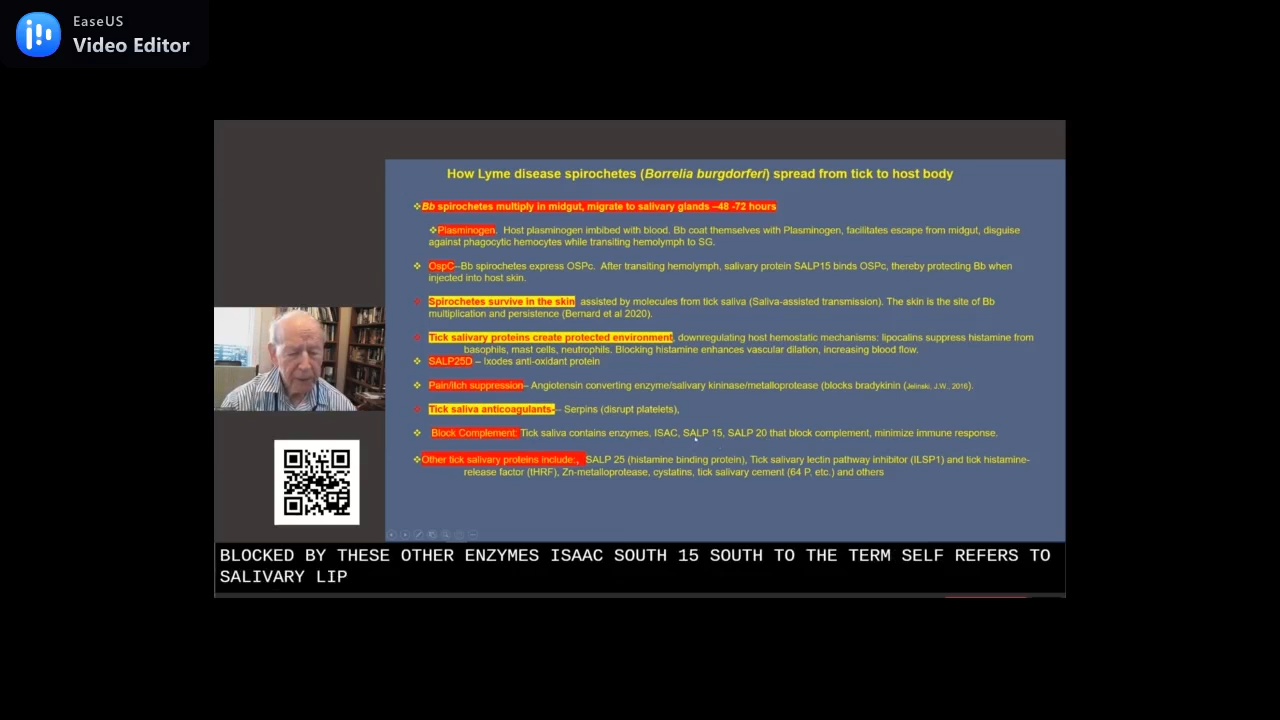 EaseUS
Video Editor
How Lyme disease spirochetes (Borrelia burgdorferi) spread from tick to host body
❖Bb spirochetes multiply in midgut, migrate to salivary glands –48 -72 hours
❖Plasminogen. Host plasminogen imbibed with blood. Bb coat themselves with Plasminogen, facilitates escape from midgut, disguise
against phagocytic hemocytes while transiting hemolymph to SG.
❖ OspC–Bb spirochetes express OSPc. After transiting hemolymph, salivary protein SALP15 binds OSPc, thereby protecting Bb when
injected into host skin.
❖ Spirochetes survive in the skin assisted by molecules from tick saliva (Saliva-assisted transmission). The skin is the site of Bb
multiplication and persistence (Bernard et al 2020).
❖ Tick salivary proteins create protected environment, downregulating host hemostatic mechanisms: lipocalins suppress histamine from
basophils, mast cells, neutrophils. Blocking histamine enhances vascular dilation, increasing blood flow.
❖ SALP25D – Ixodes anti-oxidant protein
❖ Pain/Itch suppression– Angiotensin converting enzyme/salivary kininase/metalloprotease (blocks bradykinin (Jelinski, J.W., 2016).
❖ Tick saliva anticoagulants-– Serpins (disrupt platelets),
❖ Block Complement: Tick saliva contains enzymes, ISAC, SALP 15, SALP 20 that block complement, minimize immune response.
❖Other tick salivary proteins include:, SALP 25 (histamine binding protein), Tick salivary lectin pathway inhibitor (ILSP1) and tick histamine-
release factor (tHRF), Zn-metalloprotease, cystatins, tick salivary cement (64 P, etc.) and others
BLOCKED BY THESE OTHER ENZYMES ISAAC SOUTH 15 SOUTH TO THE TERM SELF REFERS TO
SALIVARY LIP